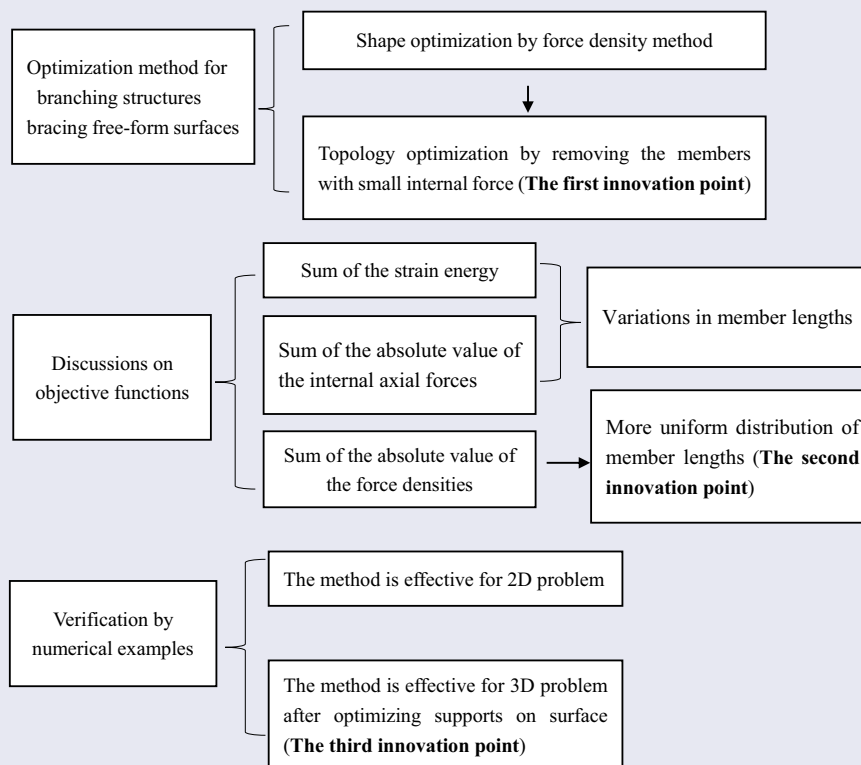 Optimization method for
branching structures
bracing free-form surfaces
Shape optimization by force density method
Topology optimization by removing the members
with small internal force (The first innovation point)
Discussions on
objective functions
Sum of the strain energy
Sum of the absolute value of
the internal axial forces
Variations in member lengths
Sum of the absolute value of
the force densities
More uniform distribution of
member lengths (The second
innovation point)
Verification by
numerical examples
The method is effective for 2D problem
The method is effective for 3D problem
after optimizing supports on surface
(The third innovation point)